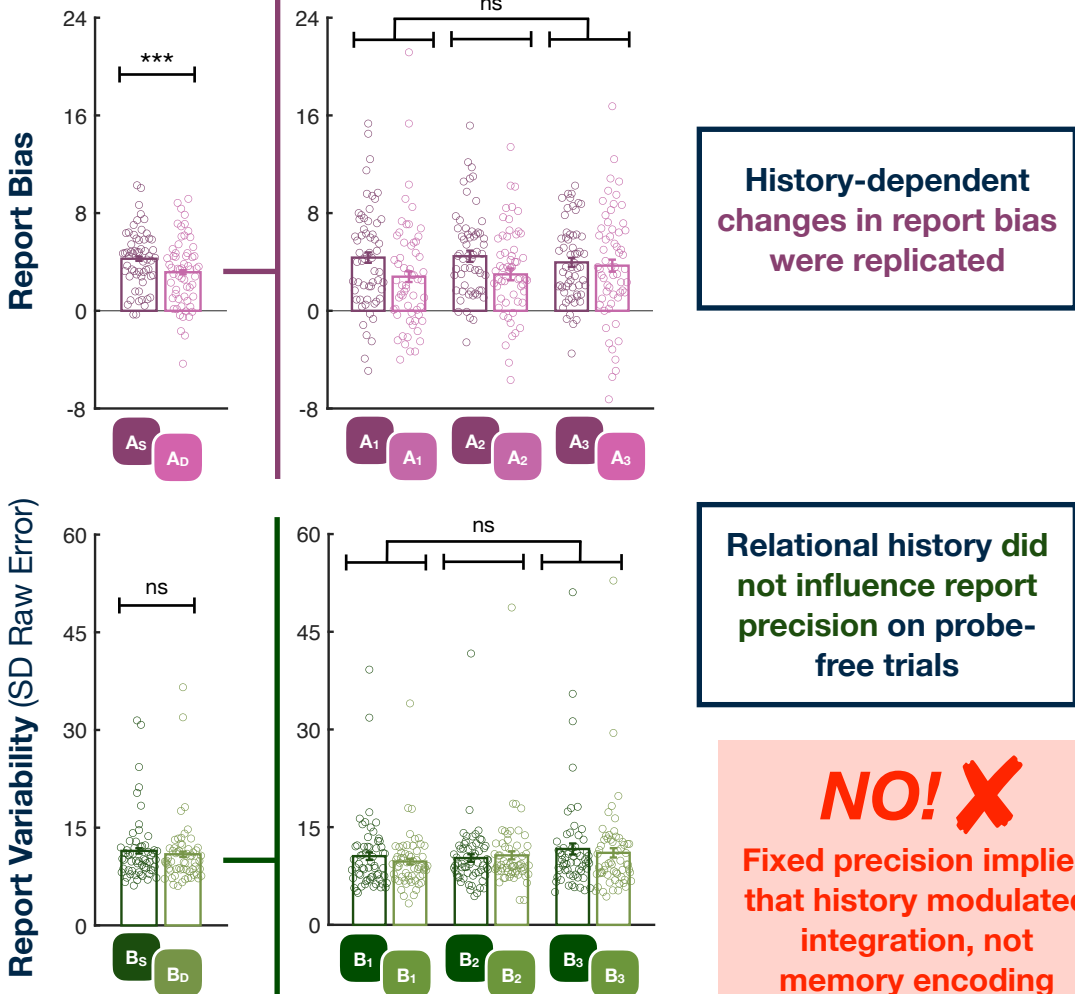 ns
24
16
8
0
-8
Report Bias
***
As
AD
24
16
8
0
-8
A1
A1
A2
A2
A3
A3
History-dependent
changes in report bias
were replicated
Report Variability (SD Raw Error)
60
45
30
15
0
ns
Bs
BD
60
45
30
15
0
ns
B1
B1
B2
B2
B3
B3
Relational history did
not influence report
precision on probe-
free trials
NO! ✘
Fixed precision implie
that history modulate
integration, not
memory encoding